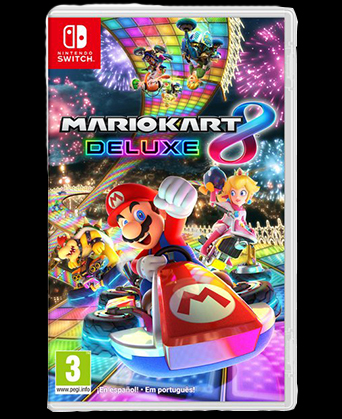 NINTENDO
SWITCH.
MARIOKART 8
DELUXE
M
M
3
www.pegi.info
¡En español! • Em português!